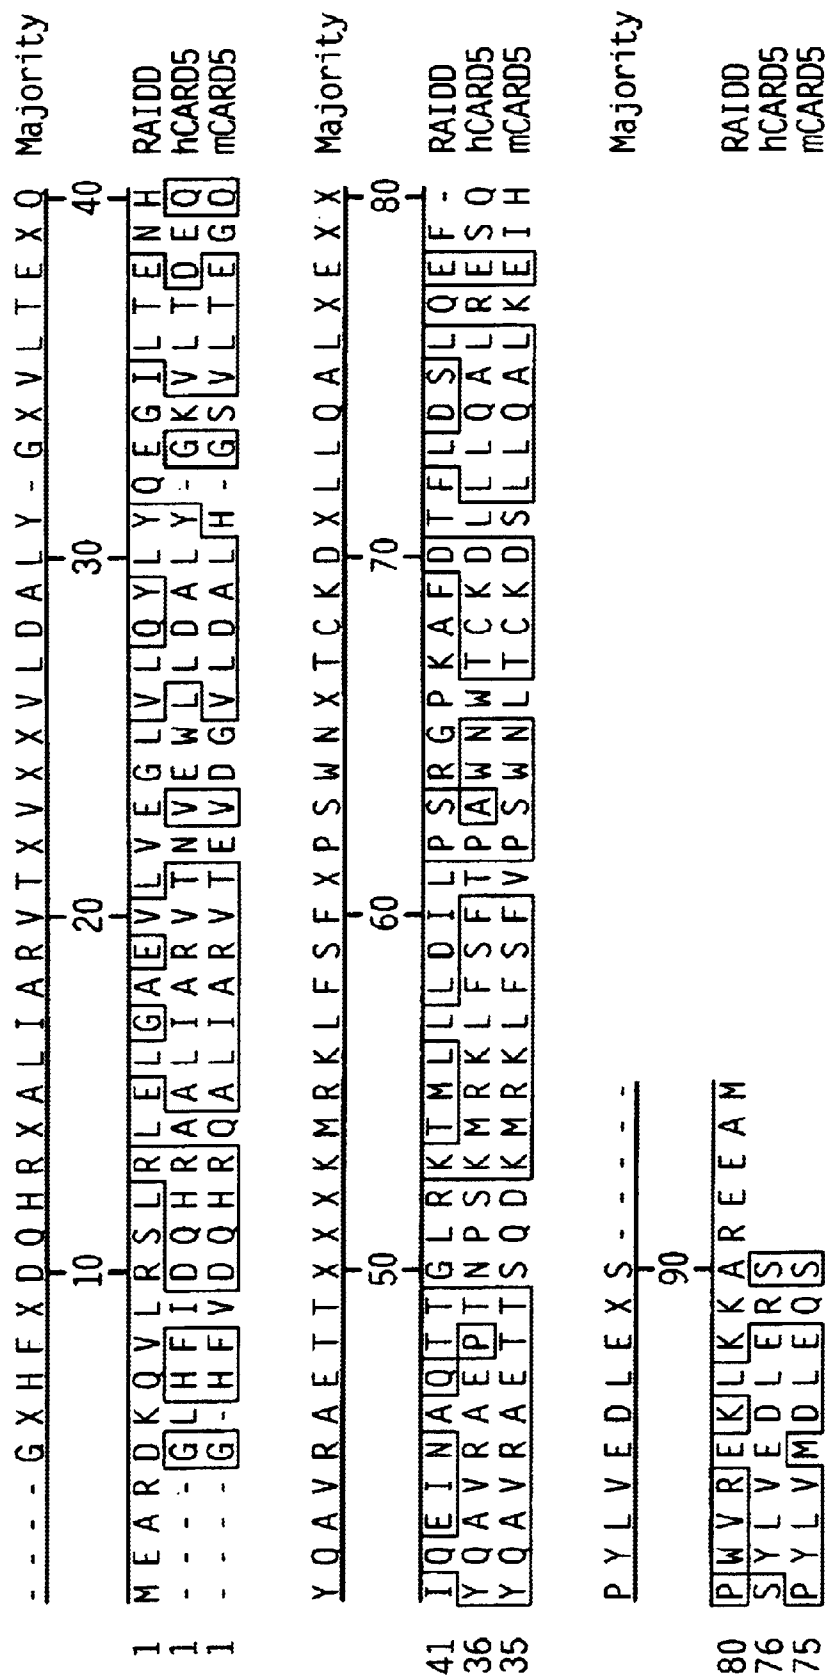 - - - - G X H F X D Q H R X A L I A R V T X V X X V L D A L Y - G X V L T E X Q Majority
10 20 30 40
1 M E A R D K Q V L R S L R L E L G A E V L V E G L V L Q Y L Y Q E G I L T E N H RAIDD
1 - - - - G L H F I D Q H R A A L I A R V T N V E W L L D A L Y - G K V L T D E Q hCARD5
1 - - - - G - H F V D Q H R Q A L I A R V T E V D G V L D A L H - G S V L T E G Q mCARD5
Y Q A V R A E T T X X X K M R K L F S F X P S W N X T C K D X L L Q A L X E X X Majority
50 60 70 80
41 I Q E I N A Q T T G L R K T M L L L D I L P S R G P K A F D T F L D S L Q E F - RAIDD
36 Y Q A V R A E P T N P S K M R K L F S F T P A W N W T C K D L L L Q A L R E S Q hCARD5
35 Y Q A V R A E T T S Q D K M R K L F S F V P S W N L T C K D S L L Q A L K E I H mCARD5
P Y L V E D L E X S - - - - - Majority
90
80 P W V R E K L K K A R E E A M RAIDD
76 S Y L V E D L E R S hCARD5
75 P Y L V M D L E Q S mCARD5